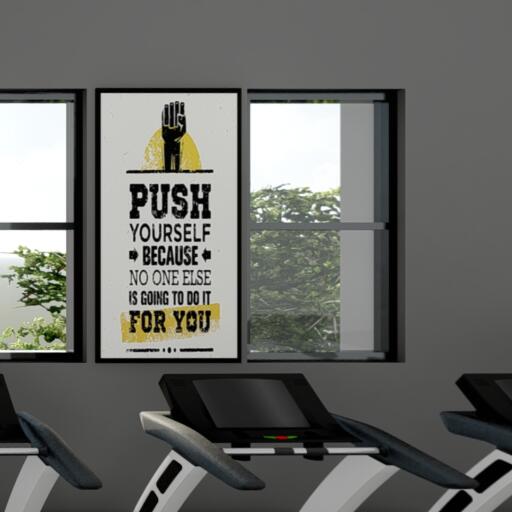 PUSH
YOURSELF
BECAUSE
NO ONE ELSE
IS GOING TO DO IT
FOR YOU